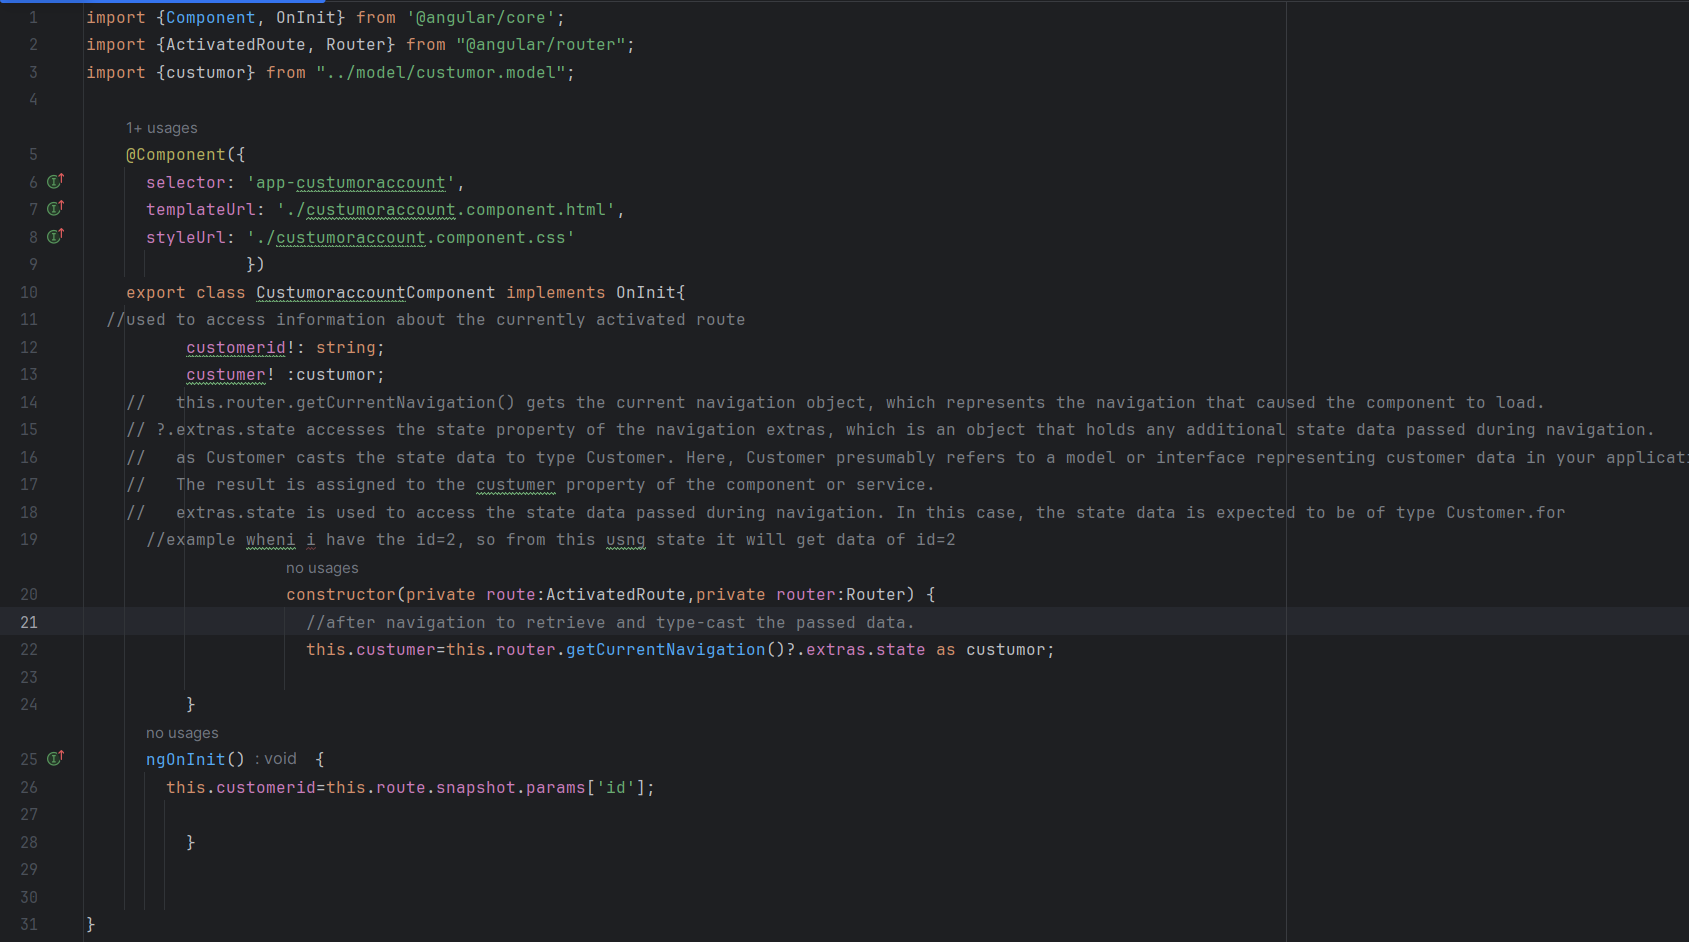 1 import {Component, OnInit} from '@angular/core';
2 import {ActivatedRoute, Router} from "@angular/router";
3 import {custumor} from "../model/custumor.model";
4
1+ usages
5 @Component({
6 selector: 'app-custumoraccount',
7 templateUrl: './custumoraccount.component.html',
8 styleUrl: './custumoraccount.component.css'
9 })
10 export class CustumoraccountComponent implements OnInit{
11 //used to access information about the currently activated route
12 customerid!: string;
13 custumer! :custumor;
14 //   this.router.getCurrentNavigation() gets the current navigation object, which represents the navigation that caused the component to load.
15 // ?.extras.state accesses the state property of the navigation extras, which is an object that holds any additional state data passed during navigation.
16 //   as Customer casts the state data to type Customer. Here, Customer presumably refers to a model or interface representing customer data in your applicati
17 //   The result is assigned to the custumer property of the component or service.
18 //   extras.state is used to access the state data passed during navigation. In this case, the state data is expected to be of type Customer.for
19 //example wheni i have the id=2, so from this usng state it will get data of id=2
no usages
20 constructor(private route:ActivatedRoute,private router:Router) {
21 //after navigation to retrieve and type-cast the passed data.
22 this.custumer=this.router.getCurrentNavigation()?.extras.state as custumor;
23
24 }
no usages
25 ngOnInit() : void {
26 this.customerid=this.route.snapshot.params['id'];
27
28 }
29
30
31 }